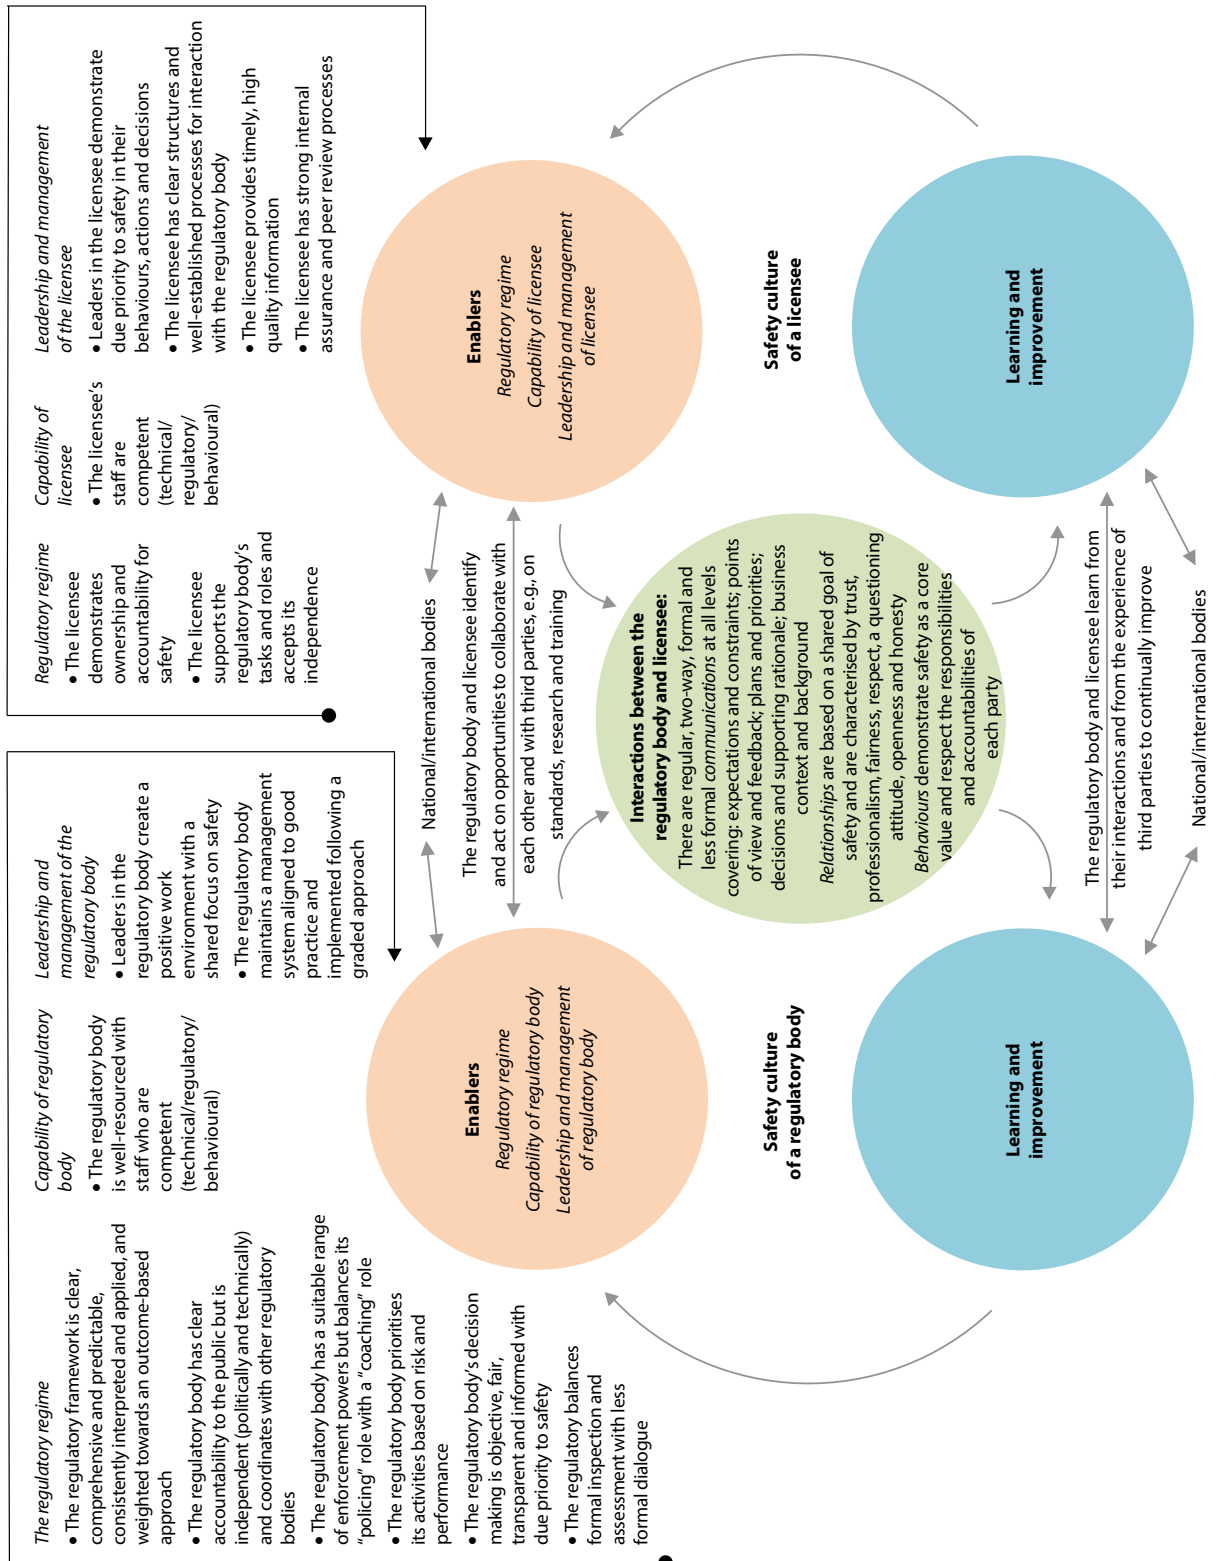 The regulatory regime
• The regulatory framework is clear,
comprehensive and predictable,
consistently interpreted and applied, and
weighted towards an outcome-based
approach
• The regulatory body has clear
accountability to the public but is
independent (politically and technically)
and coordinates with other regulatory
bodies
• The regulatory body has a suitable range
of enforcement powers but balances its
“policing” role with a “coaching” role
• The regulatory body prioritises
its activities based on risk and
performance
• The regulatory body’s decision
making is objective, fair,
transparent and informed with
due priority to safety
• The regulatory balances
formal inspection and
assessment with less
formal dialogue
Capability of regulatory
body
• The regulatory body
is well-resourced with
staff who are
competent
(technical/regulatory/
behavioural)
Leadership and
management of the
regulatory body
• Leaders in the
regulatory body create a
positive work
environment with a
shared focus on safety
• The regulatory body
maintains a management
system aligned to good
practice and
implemented following a
graded approach
Regulatory regime
• The licensee
demonstrates
ownership and
accountability for
safety
• The licensee
supports the
regulatory body’s
tasks and roles and
accepts its
independence
Capability of
licensee
• The licensee’s
staff are
competent
(technical/
regulatory/
behavioural)
Leadership and management
of the licensee
• Leaders in the licensee demonstrate
due priority to safety in their
behaviours, actions and decisions
• The licensee has clear structures and
well-established processes for interaction
with the regulatory body
• The licensee provides timely, high
quality information
• The licensee has strong internal
assurance and peer review processes
Enablers
Regulatory regime
Capability of regulatory body
Leadership and management
of regulatory body
National/international bodies
The regulatory body and licensee identify
and act on opportunities to collaborate with
each other and with third parties, e.g., on
standards, research and training
Enablers
Regulatory regime
Capability of licensee
Leadership and management
of licensee
Interactions between the
regulatory body and licensee:
There are regular, two-way, formal and
less formal communications at all levels
covering: expectations and constraints; points
of view and feedback; plans and priorities;
decisions and supporting rationale; business
context and background
Relationships are based on a shared goal of
safety and are characterised by trust,
professionalism, fairness, respect, a questioning
attitude, openness and honesty
Behaviours demonstrate safety as a core
value and respect the responsibilities
and accountabilities of
each party
Safety culture
of a regulatory body
Safety culture
of a licensee
Learning and
improvement
The regulatory body and licensee learn from
their interactions and from the experience of
third parties to continually improve
Learning and
improvement
National/international bodies